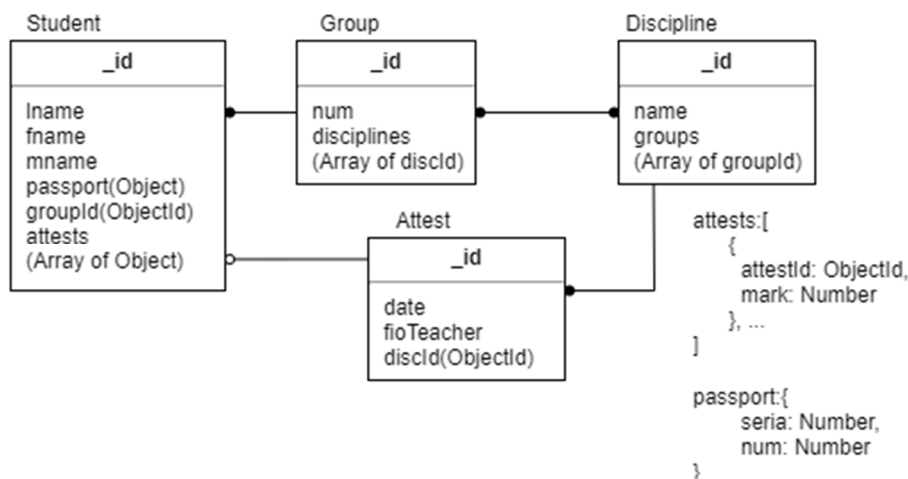 Student
_id
lname
fname
mname
passport(Object)
groupId(ObjectId)
attests
(Array of Object)
Group
_id
num
disciplines
(Array of discId)
Discipline
_id
name
groups
(Array of groupId)
Attest
_id
date
fioTeacher
discId(ObjectId)
attests:[
{
attestId: ObjectId,
mark: Number
}, ...
]
passport:{
seria: Number,
num: Number
}